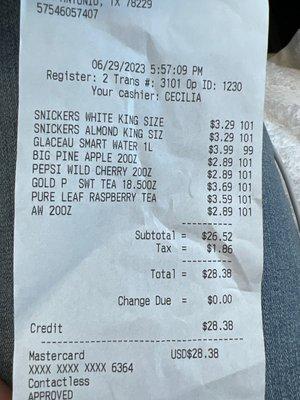 ANTONIO, TX 78229
57546057407
06/29/2023 5:57:09 PM
Register: 2 Trans #: 3101 Op ID: 1230
Your cashier: CECILIA
SNICKERS WHITE KING SIZE $3.29 101
SNICKERS ALMOND KING SIZ $3.29 101
GLACEAU SMART WATER 1L $3.99 99
BIG PINE APPLE 20OZ $2.89 101
PEPSI WILD CHERRY 20OZ $2.89 101
GOLD P SWT TEA 18.50OZ $3.69 101
PURE LEAF RASPBERRY TEA $3.59 101
AW 20OZ $2.89 101
----------
Subtotal = $26.52
Tax = $1.86
----------
Total = $28.38
Change Due = $0.00
Credit $28.38
----------------------------------------
Mastercard USD$28.38
XXXX XXXX XXXX 6364
Contactless
APPROVED